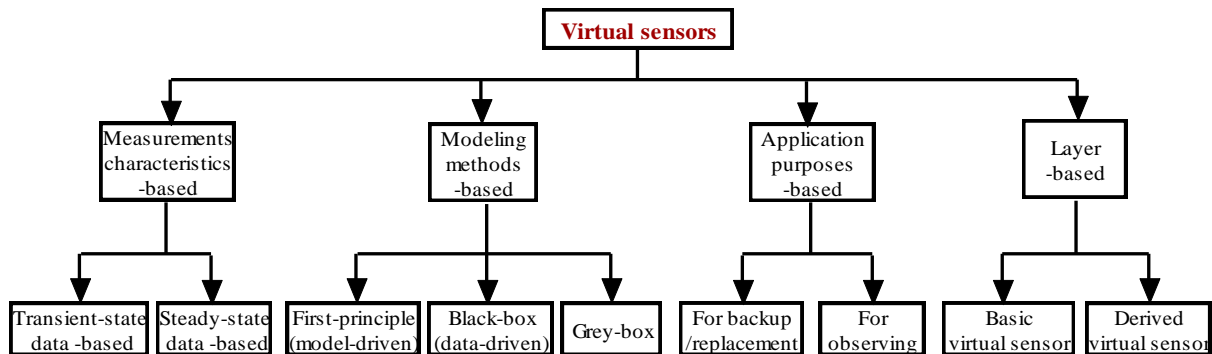 Virtual sensors
Measurements
characteristics
-based
Modeling
methods
-based
Application
purposes
-based
Layer
-based
Transient-state
data -based
Steady-state
data -based
First-principle
(model-driven)
Black-box
(data-driven)
Grey-box
For backup
/replacement
For
observing
Basic
virtual sensor
Derived
virtual sensor